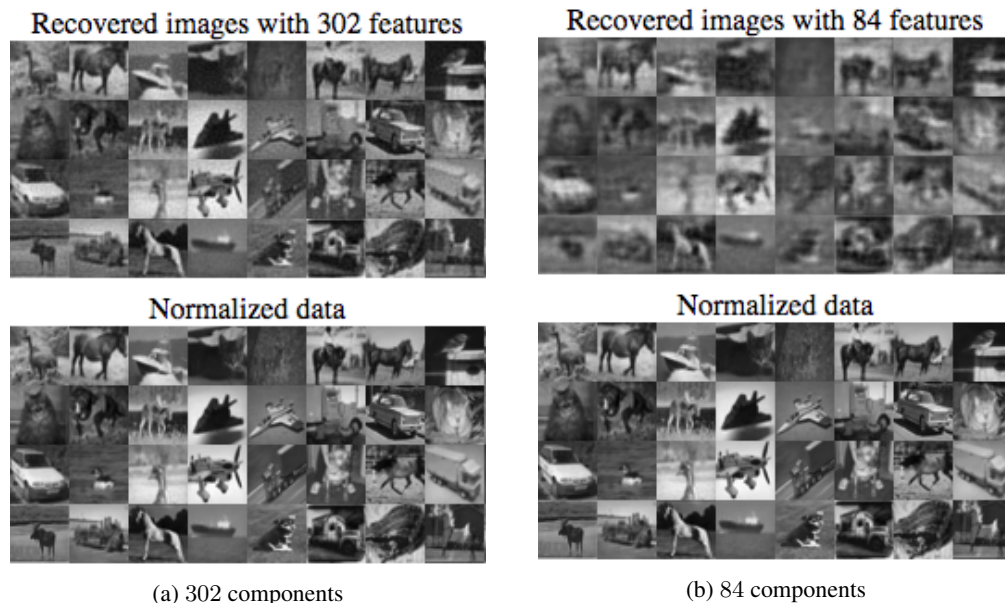 Recovered images with 302 features
Normalized data
(a) 302 components
Recovered images with 84 features
Normalized data
(b) 84 components